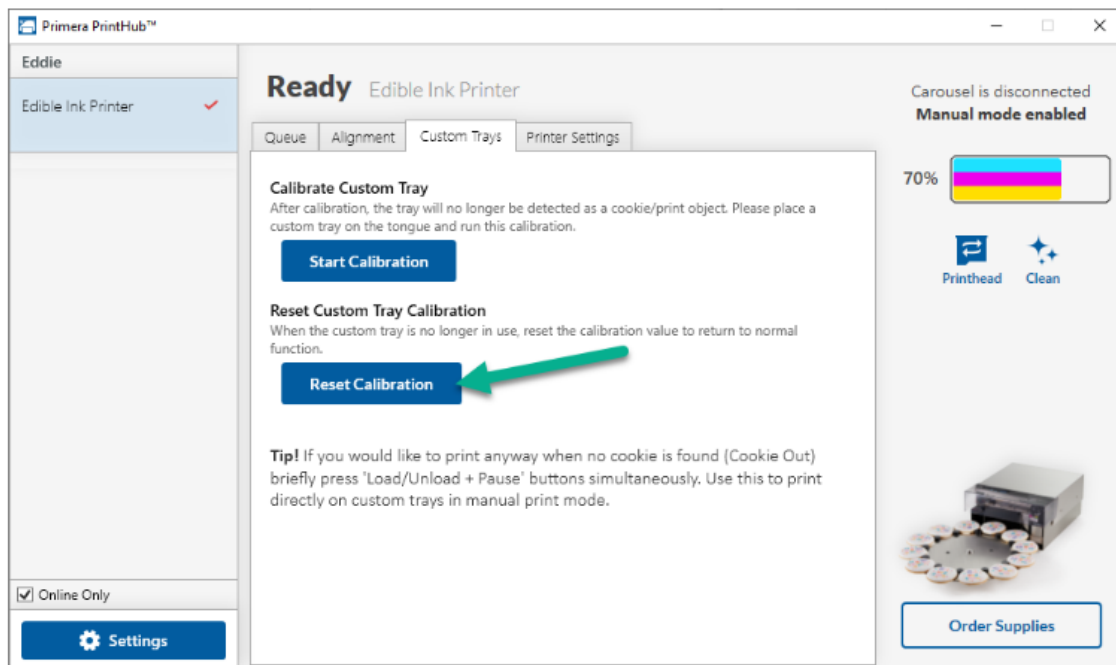 Primera PrintHub™
Eddie
Edible Ink Printer
Online Only
Settings
Ready Edible Ink Printer
Queue Alignment Custom Trays Printer Settings
Calibrate Custom Tray
After calibration, the tray will no longer be detected as a cookie/print object. Please place a
custom tray on the tongue and run this calibration.
Start Calibration
Reset Custom Tray Calibration
When the custom tray is no longer in use, reset the calibration value to return to normal
function.
Reset Calibration
Tip! If you would like to print anyway when no cookie is found (Cookie Out)
briefly press 'Load/Unload + Pause' buttons simultaneously. Use this to print
directly on custom trays in manual print mode.
Carousel is disconnected
Manual mode enabled
70%
Printhead Clean
Order Supplies